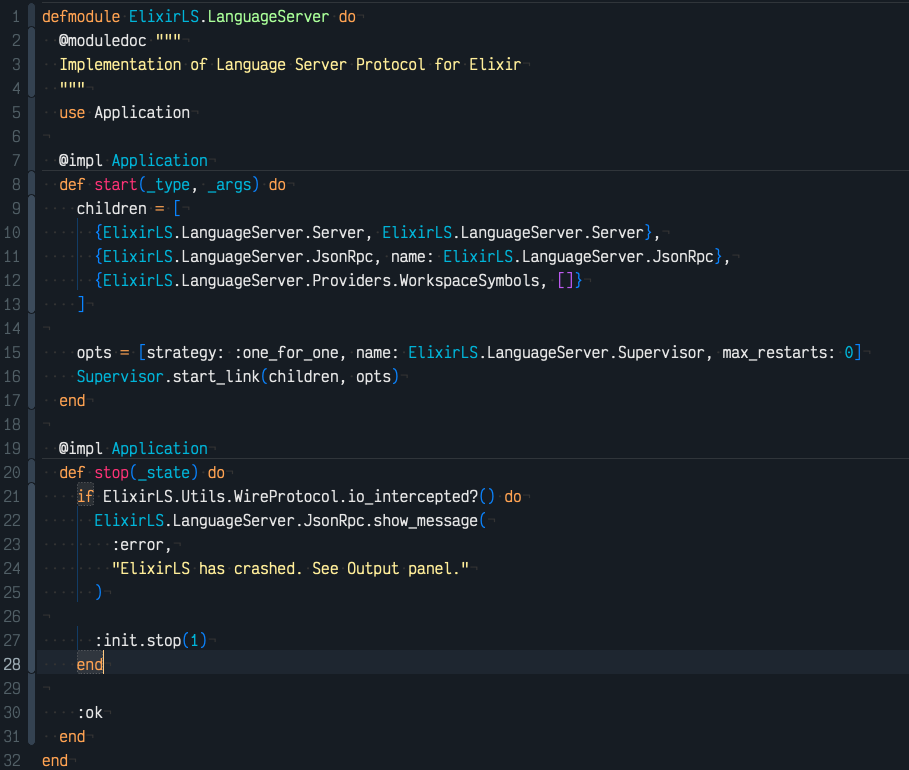 1 defmodule ElixirLS.LanguageServer do
2   @moduledoc """
3   Implementation of Language Server Protocol for Elixir
4   """
5   use Application
6
7   @impl Application
8   def start(_type, _args) do
9     children = [
10       {ElixirLS.LanguageServer.Server, ElixirLS.LanguageServer.Server},
11       {ElixirLS.LanguageServer.JsonRpc, name: ElixirLS.LanguageServer.JsonRpc},
12       {ElixirLS.LanguageServer.Providers.WorkspaceSymbols, []}
13     ]
14
15     opts = [strategy: :one_for_one, name: ElixirLS.LanguageServer.Supervisor, max_restarts: 0]
16     Supervisor.start_link(children, opts)
17   end
18
19   @impl Application
20   def stop(_state) do
21     if ElixirLS.Utils.WireProtocol.io_intercepted?() do
22       ElixirLS.LanguageServer.JsonRpc.show_message(
23         :error,
24         "ElixirLS has crashed. See Output panel."
25       )
26
27       :init.stop(1)
28     end
29
30     :ok
31   end
32 end